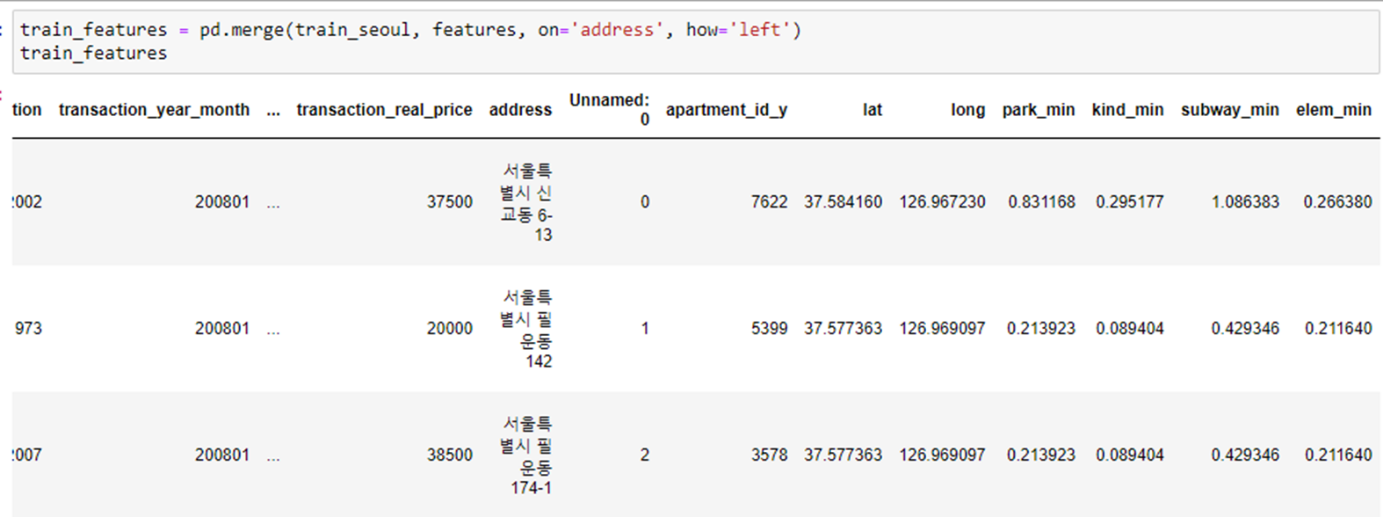 train_features = pd.merge(train_seoul, features, on='address', how='left')
train_features
tion transaction_year_month ... transaction_real_price address Unnamed: 0 apartment_id_y lat long park_min kind_min subway_min elem_min
2002 200801 ... 37500 서울특별시 신교동 6-13 0 7622 37.584160 126.967230 0.831168 0.295177 1.086383 0.266380
973 200801 ... 20000 서울특별시 필운동 142 1 5399 37.577363 126.969097 0.213923 0.089404 0.429346 0.211640
2007 200801 ... 38500 서울특별시 필운동 174-1 2 3578 37.577363 126.969097 0.213923 0.089404 0.429346 0.211640